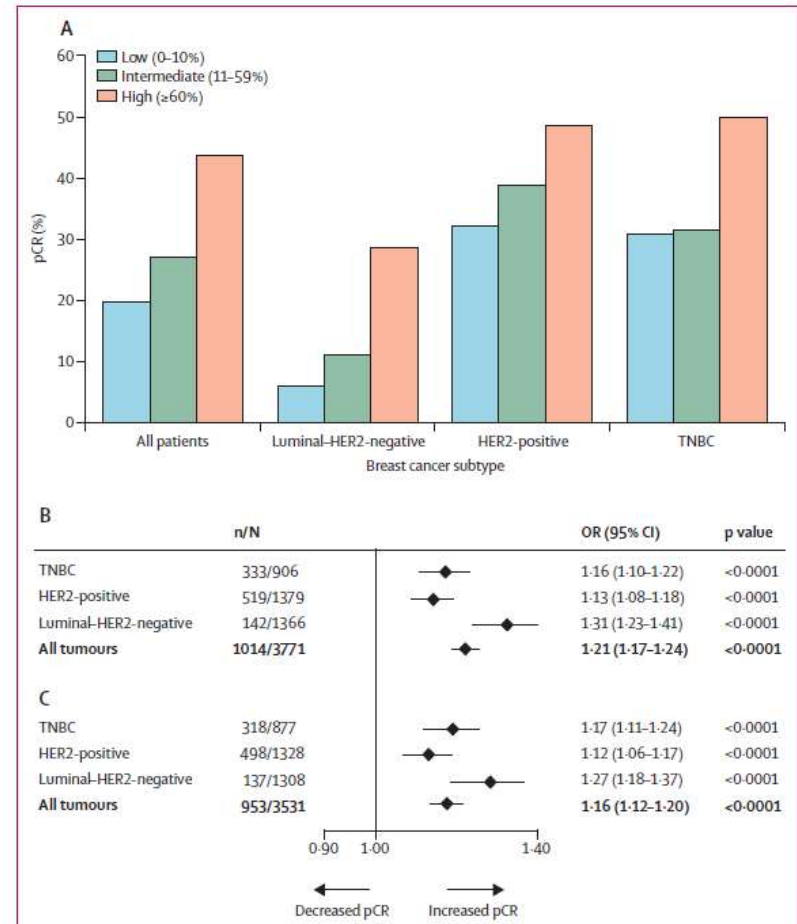 A
Low (0–10%)
Intermediate (11–59%)
High (≥60%)
60
50
40
30
20
10
0
pCR (%)
All patients
Luminal–HER2-negative
HER2-positive
TNBC
Breast cancer subtype
B
n/N OR (95% CI) p value
TNBC 333/906 1·16 (1·10–1·22) <0·0001
HER2-positive 519/1379 1·13 (1·08–1·18) <0·0001
Luminal–HER2-negative 142/1366 1·31 (1·23–1·41) <0·0001
All tumours 1014/3771 1·21 (1·17–1·24) <0·0001
C
TNBC 318/877 1·17 (1·11–1·24) <0·0001
HER2-positive 498/1328 1·12 (1·06–1·17) <0·0001
Luminal–HER2-negative 137/1308 1·27 (1·18–1·37) <0·0001
All tumours 953/3531 1·16 (1·12–1·20) <0·0001
0·90 1·00 1·40
Decreased pCR Increased pCR